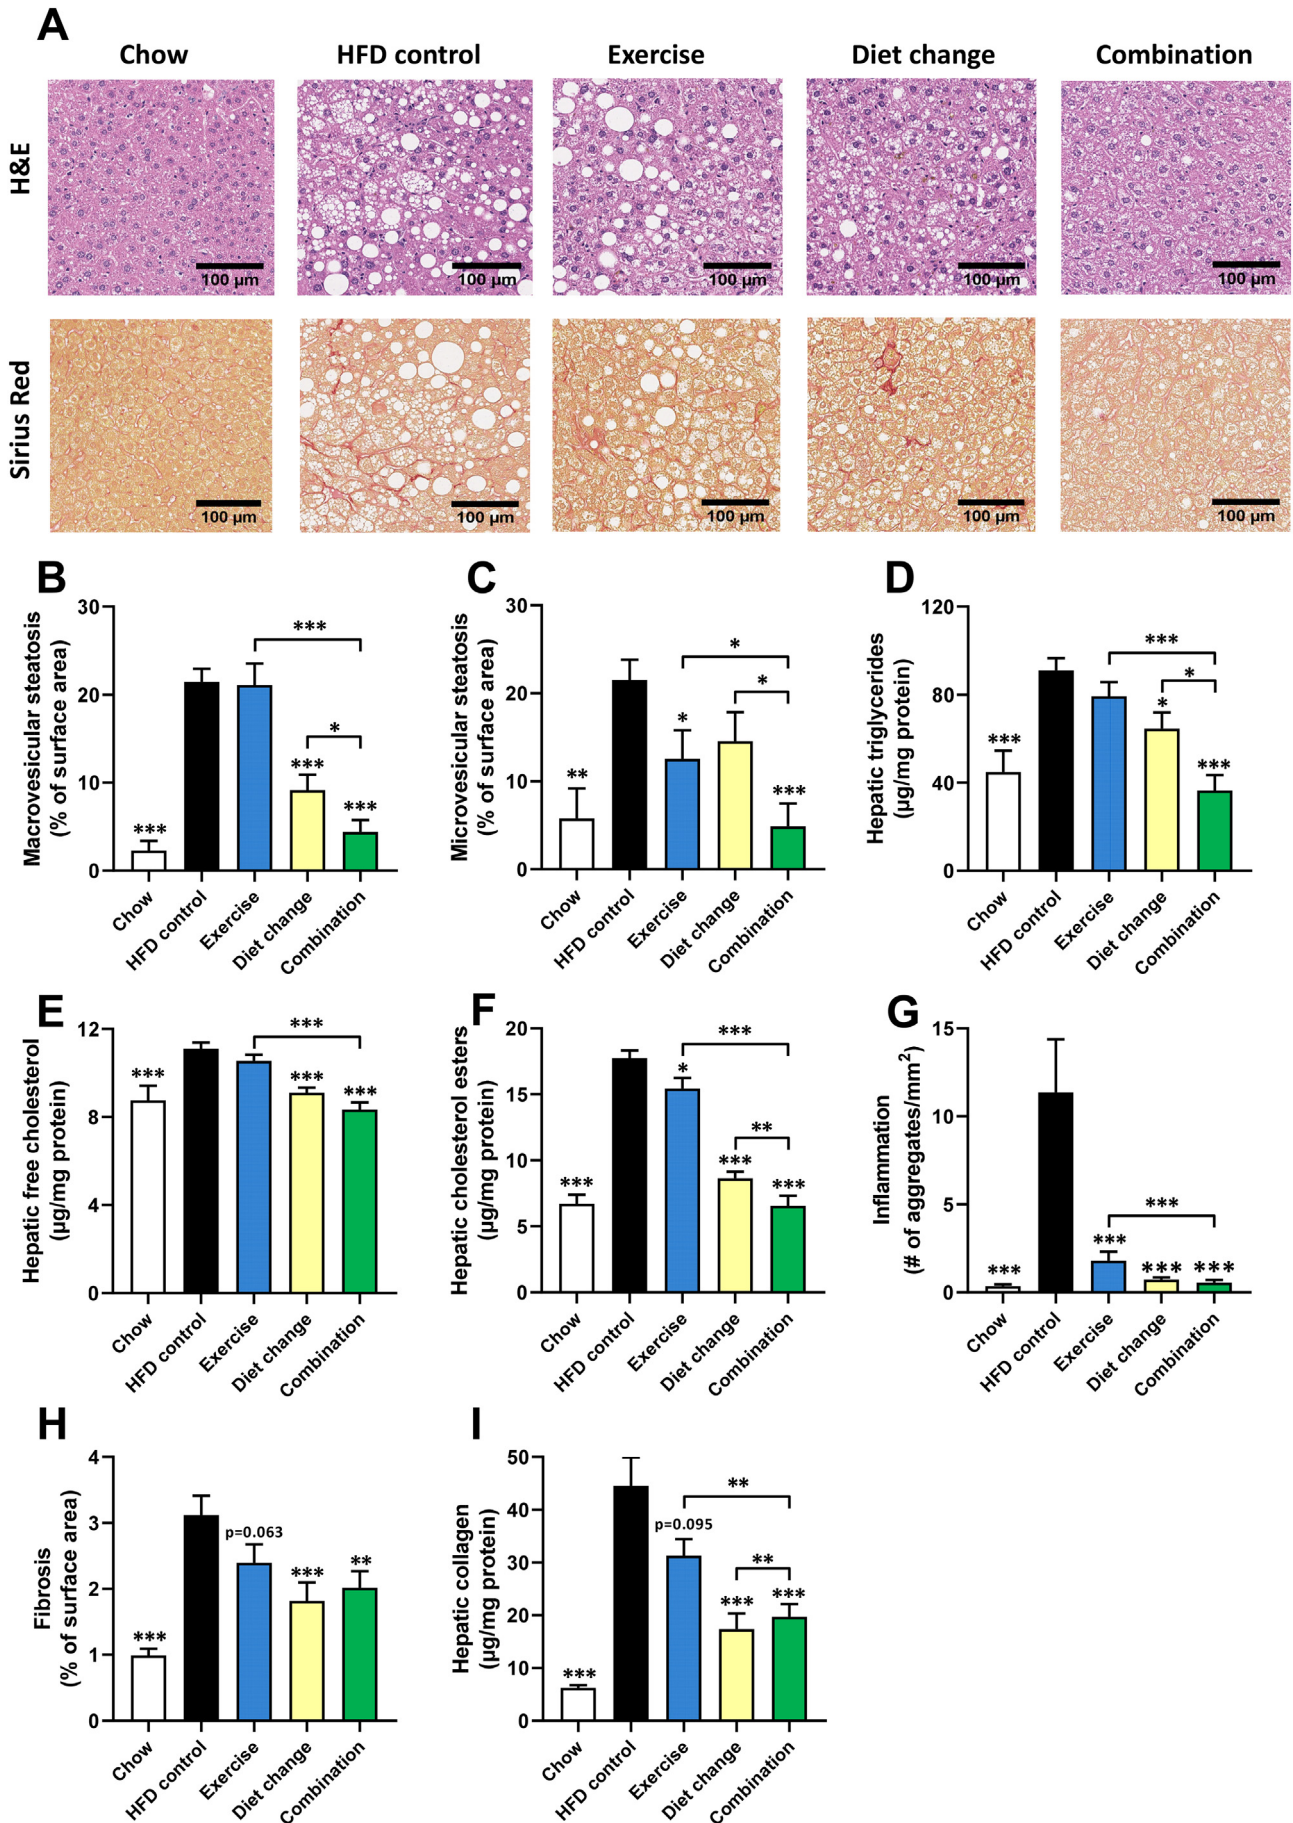 A
Chow
HFD control
Exercise
Diet change
Combination
H&E
100 µm
100 µm
100 µm
100 µm
100 µm
Sirius Red
100 µm
100 µm
100 µm
100 µm
100 µm
B
Macrovesicular steatosis
(% of surface area)
30
20
10
0
***
***
*
***
***
Chow
HFD control
Exercise
Diet change
Combination
C
Microvesicular steatosis
(% of surface area)
30
20
10
0
*
*
**
*
***
Chow
HFD control
Exercise
Diet change
Combination
D
Hepatic triglycerides
(µg/mg protein)
120
80
40
0
***
*
***
*
***
Chow
HFD control
Exercise
Diet change
Combination
E
Hepatic free cholesterol
(µg/mg protein)
12
8
4
0
***
***
***
***
Chow
HFD control
Exercise
Diet change
Combination
F
Hepatic cholesterol esters
(µg/mg protein)
20
15
10
5
0
***
**
***
*
***
***
Chow
HFD control
Exercise
Diet change
Combination
G
Inflammation
(# of aggregates/mm²)
15
10
5
0
***
***
***
***
***
Chow
HFD control
Exercise
Diet change
Combination
H
Fibrosis
(% of surface area)
4
3
2
1
0
***
p=0.063
***
**
Chow
HFD control
Exercise
Diet change
Combination
I
Hepatic collagen
(µg/mg protein)
50
40
30
20
10
0
**
**
***
p=0.095
***
***
Chow
HFD control
Exercise
Diet change
Combination